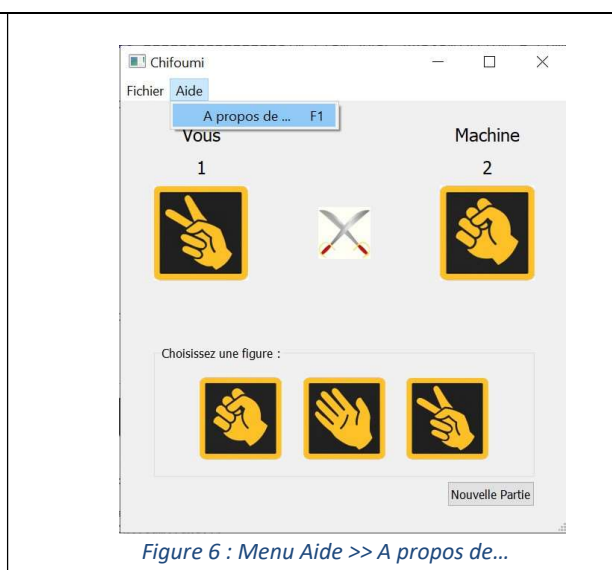 Chifoumi
Fichier Aide
A propos de ... F1
Vous Machine
1 2
Choisissez une figure :
Nouvelle Partie
Figure 6 : Menu Aide >> A propos de...